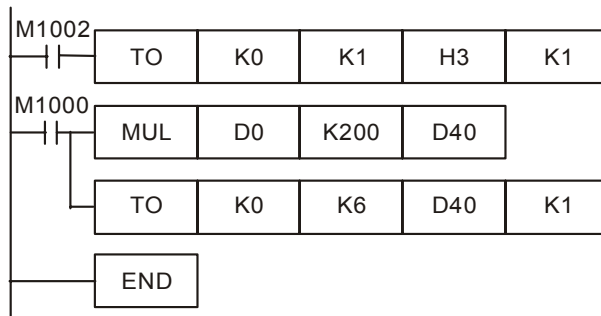 M1002
TO K0 K1 H3 K1
M1000
MUL D0 K200 D40
TO K0 K6 D40 K1
END